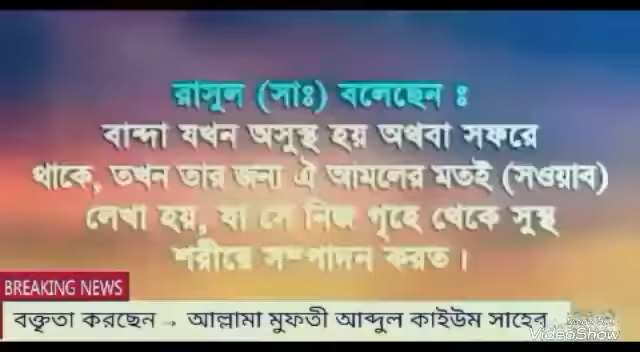 রাসুল (সাঃ) বলেছেন ঃ
বান্দা যখন অসুস্থ হয় অথবা সফরে
থাকে, তখন তার জন্য ঐ আমলের মতই (সওয়াব)
লেখা হয়, যা সে নিজ গৃহে থেকে সুস্থ
শরীরে সম্পাদন করত।
BREAKING NEWS
বক্তৃতা করছেন → আল্লামা মুফতী আব্দুল কাইউম সাহেব
VideoShow